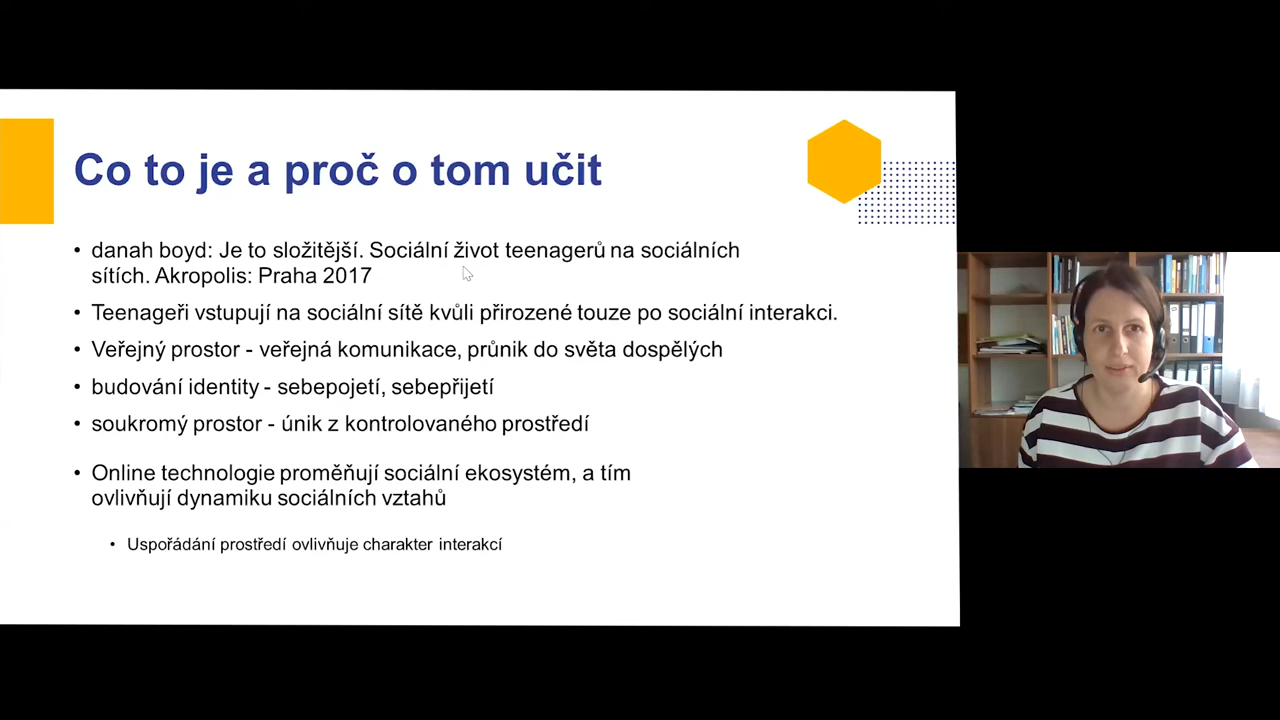 Co to je a proč o tom učit
• danah boyd: Je to složitější. Sociální život teenagerů na sociálních
sítích. Akropolis: Praha 2017
• Teenageři vstupují na sociální sítě kvůli přirozené touze po sociální interakci.
• Veřejný prostor - veřejná komunikace, průnik do světa dospělých
• budování identity - sebepojetí, sebepřijetí
• soukromý prostor - únik z kontrolovaného prostředí
• Online technologie proměňují sociální ekosystém, a tím
ovlivňují dynamiku sociálních vztahů
• Uspořádání prostředí ovlivňuje charakter interakcí